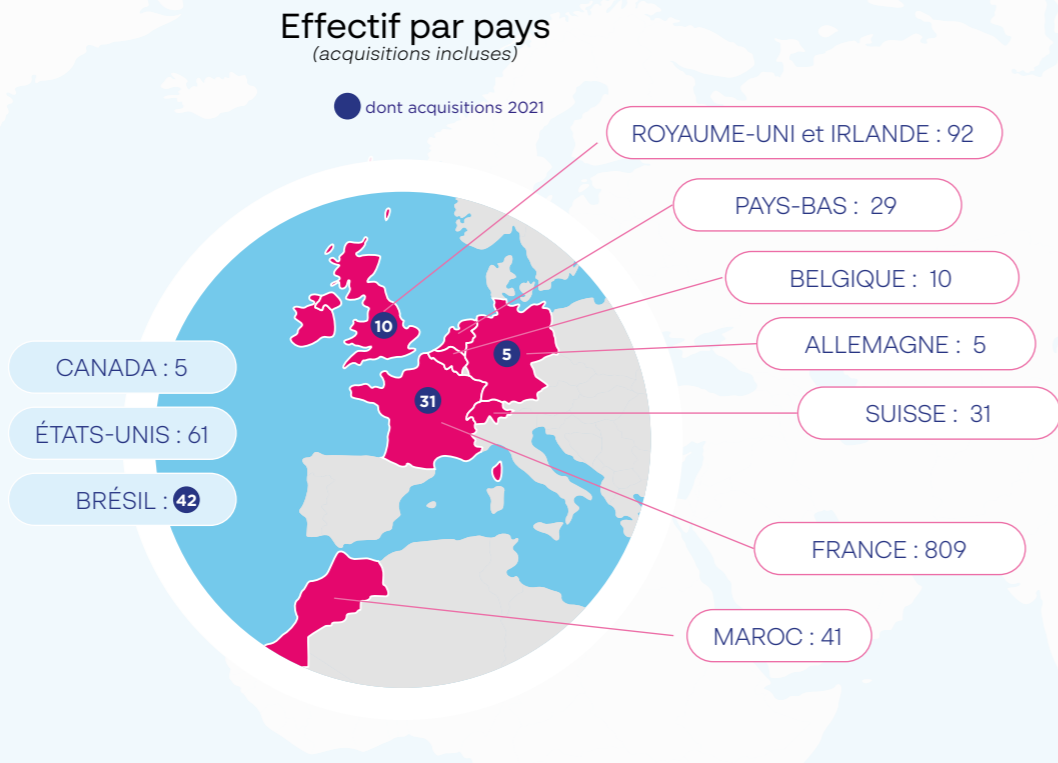 Effectif par pays
(acquisitions incluses)
dont acquisitions 2021
ROYAUME-UNI et IRLANDE : 92
PAYS-BAS : 29
BELGIQUE : 10
ALLEMAGNE : 5
SUISSE : 31
FRANCE : 809
MAROC : 41
CANADA : 5
ÉTATS-UNIS : 61
BRÉSIL : 42
10
5
31